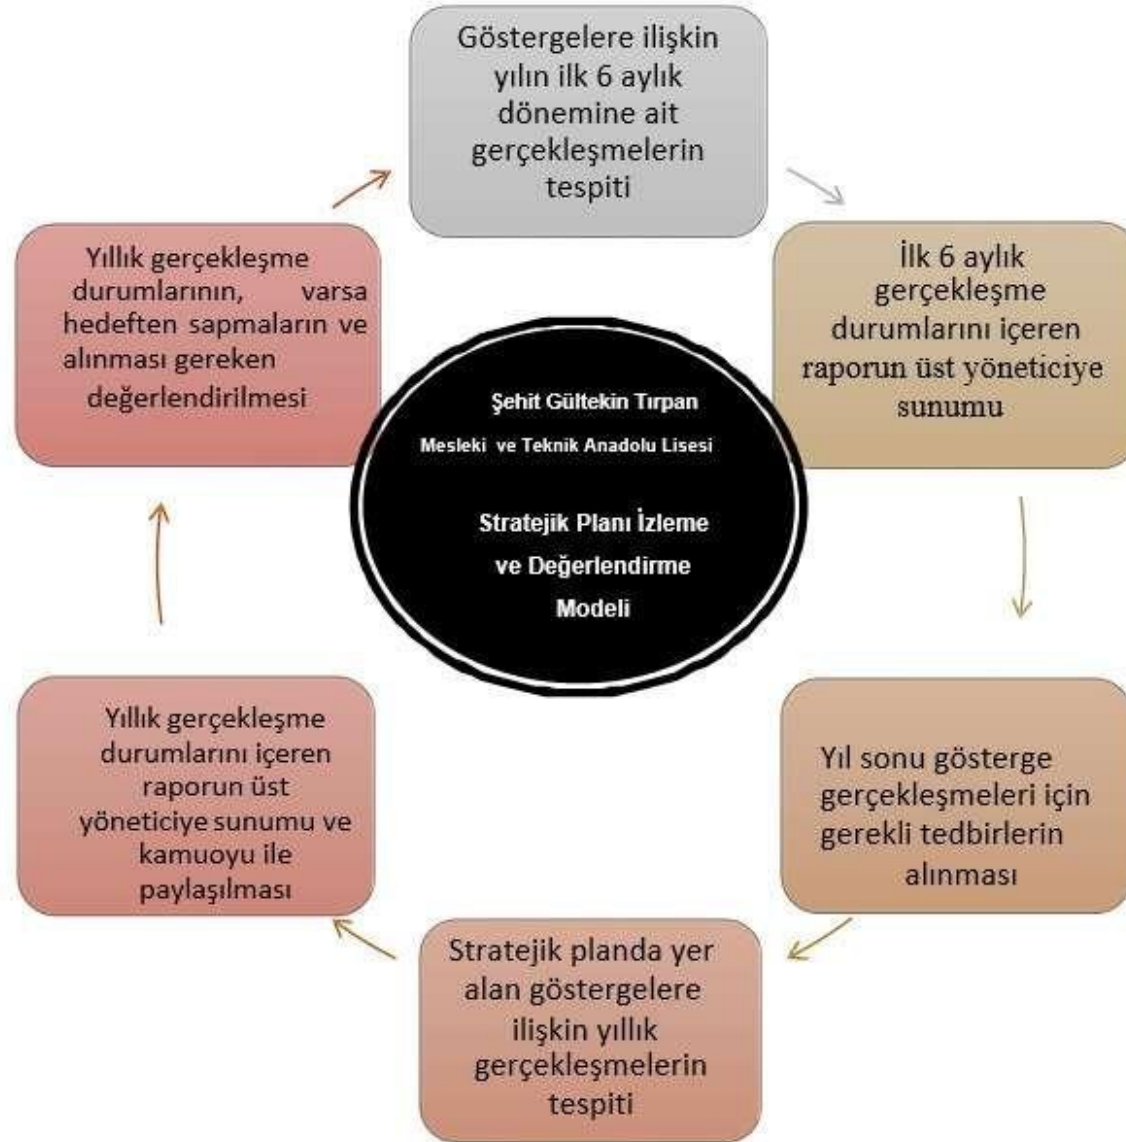 Göstergelere ilişkin
yılın ilk 6 aylık
dönemine ait
gerçekleşmelerin
tespiti
İlk 6 aylık
gerçekleşme
durumlarını içeren
raporun üst yöneticiye
sunumu
Yıl sonu gösterge
gerçekleşmeleri için
gerekli tedbirlerin
alınması
Stratejik planda yer
alan göstergelere
ilişkin yıllık
gerçekleşmelerin
tespiti
Yıllık gerçekleşme
durumlarını içeren
raporun üst
yöneticiye sunumu ve
kamuoyu ile
paylaşılması
Yıllık gerçekleşme
durumlarının, varsa
hedeften sapmaların ve
alınması gereken
değerlendirilmesi
Şehit Gültekin Tırpan
Mesleki ve Teknik Anadolu Lisesi
Stratejik Planı İzleme
ve Değerlendirme
Modeli